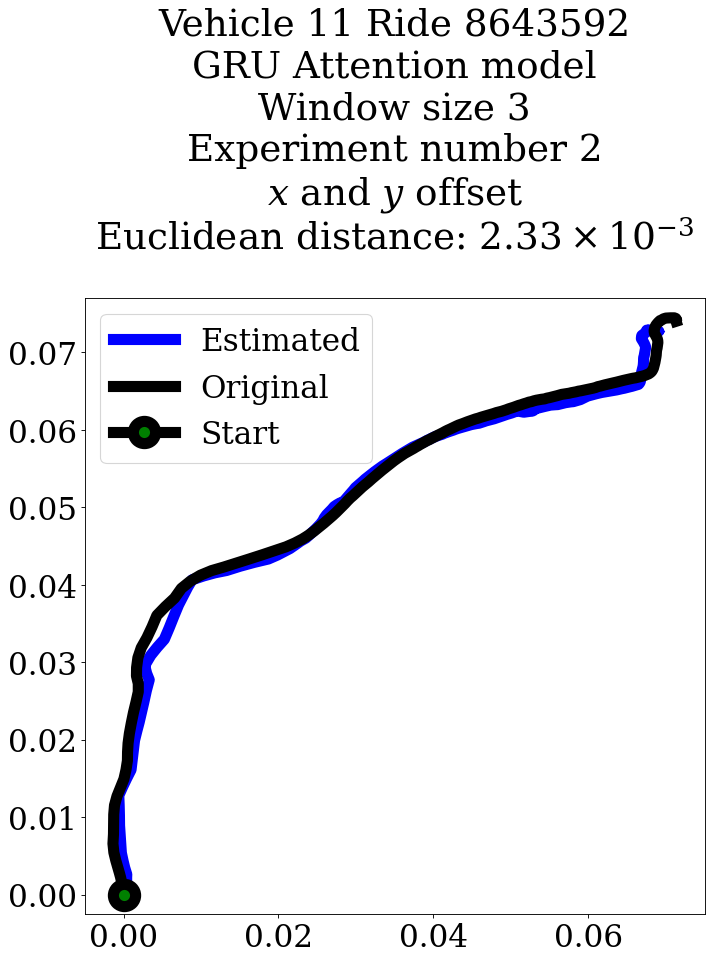 Vehicle 11 Ride 8643592
GRU Attention model
Window size 3
Experiment number 2
x and y offset
Euclidean distance: 2.33 × 10⁻³
Estimated
Original
Start
0.07
0.06
0.05
0.04
0.03
0.02
0.01
0.00
0.00 0.02 0.04 0.06